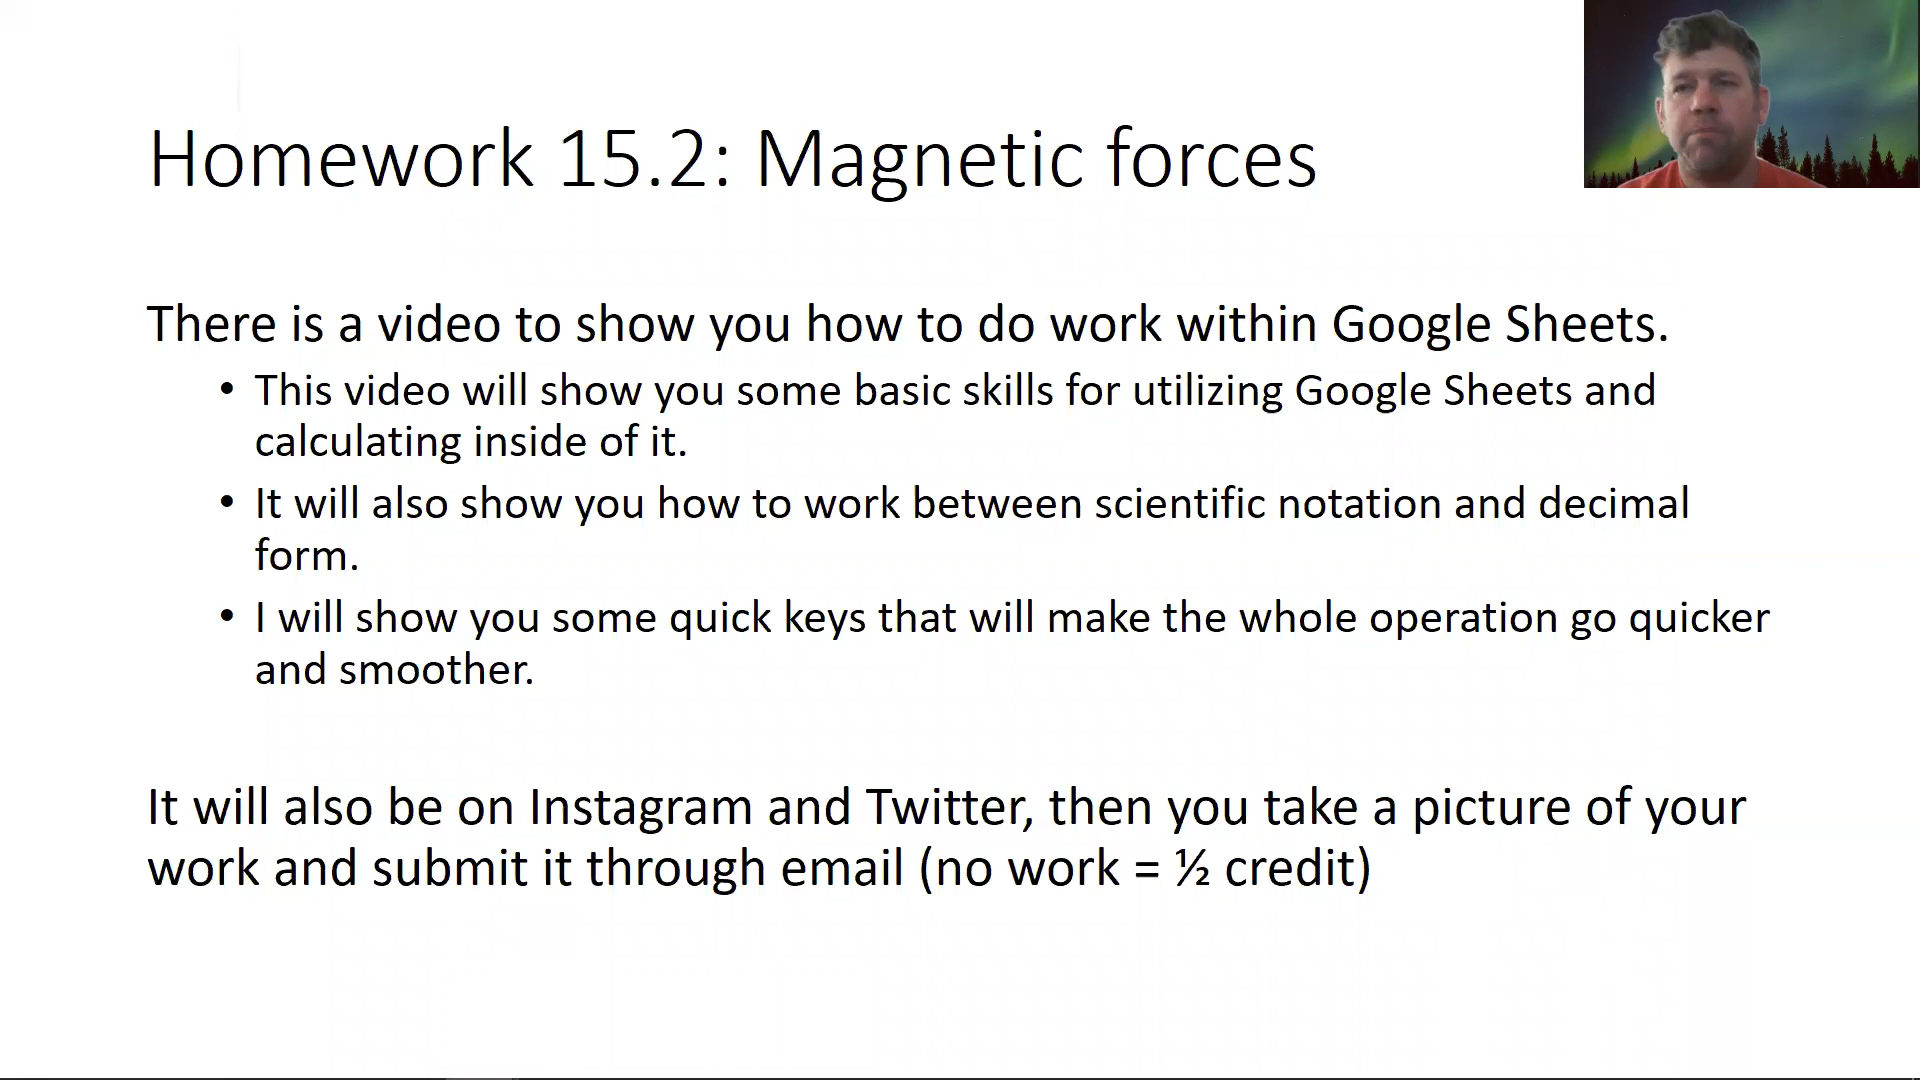 Homework 15.2: Magnetic forces
There is a video to show you how to do work within Google Sheets.
• This video will show you some basic skills for utilizing Google Sheets and
calculating inside of it.
• It will also show you how to work between scientific notation and decimal
form.
• I will show you some quick keys that will make the whole operation go quicker
and smoother.
It will also be on Instagram and Twitter, then you take a picture of your
work and submit it through email (no work = ½ credit)